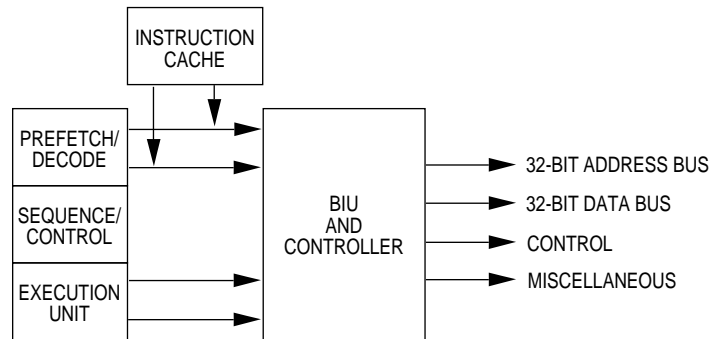 INSTRUCTION
CACHE
PREFETCH/
DECODE
SEQUENCE/
CONTROL
EXECUTION
UNIT
BIU
AND
CONTROLLER
32-BIT ADDRESS BUS
32-BIT DATA BUS
CONTROL
MISCELLANEOUS